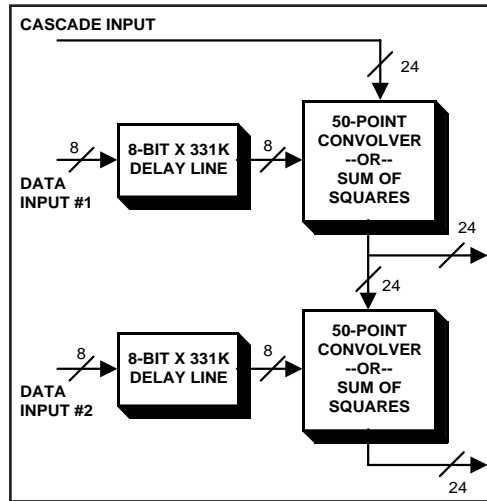 CASCADE INPUT
24
50-POINT
CONVOLVER
--OR--
SUM OF
SQUARES
8
8-BIT X 331K
DELAY LINE
8
DATA
INPUT #1
24
24
50-POINT
CONVOLVER
--OR--
SUM OF
SQUARES
8
8-BIT X 331K
DELAY LINE
8
DATA
INPUT #2
24